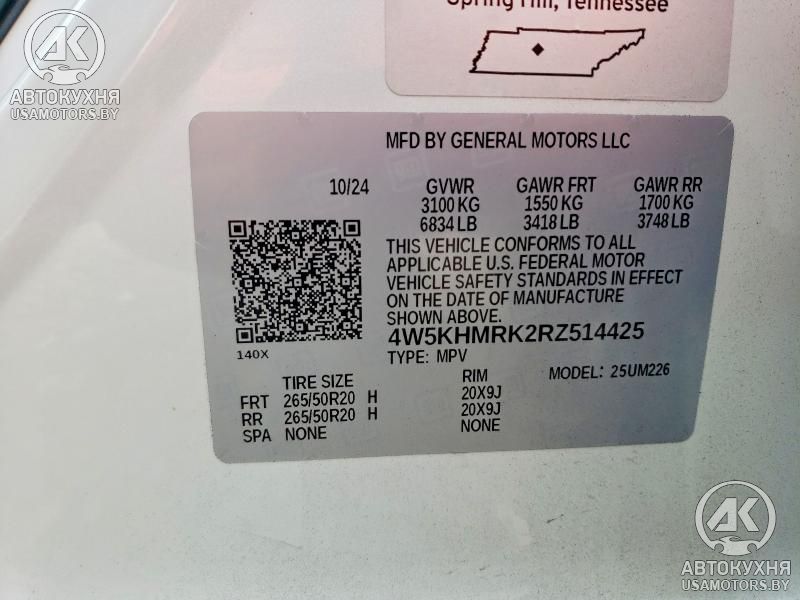 Spring Hill, Tennessee
AK
АВТОКУХНЯ
USAMOTORS.BY
MFD BY GENERAL MOTORS LLC
10/24 GVWR GAWR FRT GAWR RR
3100 KG 1550 KG 1700 KG
6834 LB 3418 LB 3748 LB
THIS VEHICLE CONFORMS TO ALL
APPLICABLE U.S. FEDERAL MOTOR
VEHICLE SAFETY STANDARDS IN EFFECT
ON THE DATE OF MANUFACTURE
SHOWN ABOVE.
4W5KHMRK2RZ514425
140X
TYPE: MPV MODEL: 25UM226
TIRE SIZE RIM
FRT 265/50R20 H 20X9J
RR 265/50R20 H 20X9J
SPA NONE NONE
AK
АВТОКУХНЯ
USAMOTORS.BY